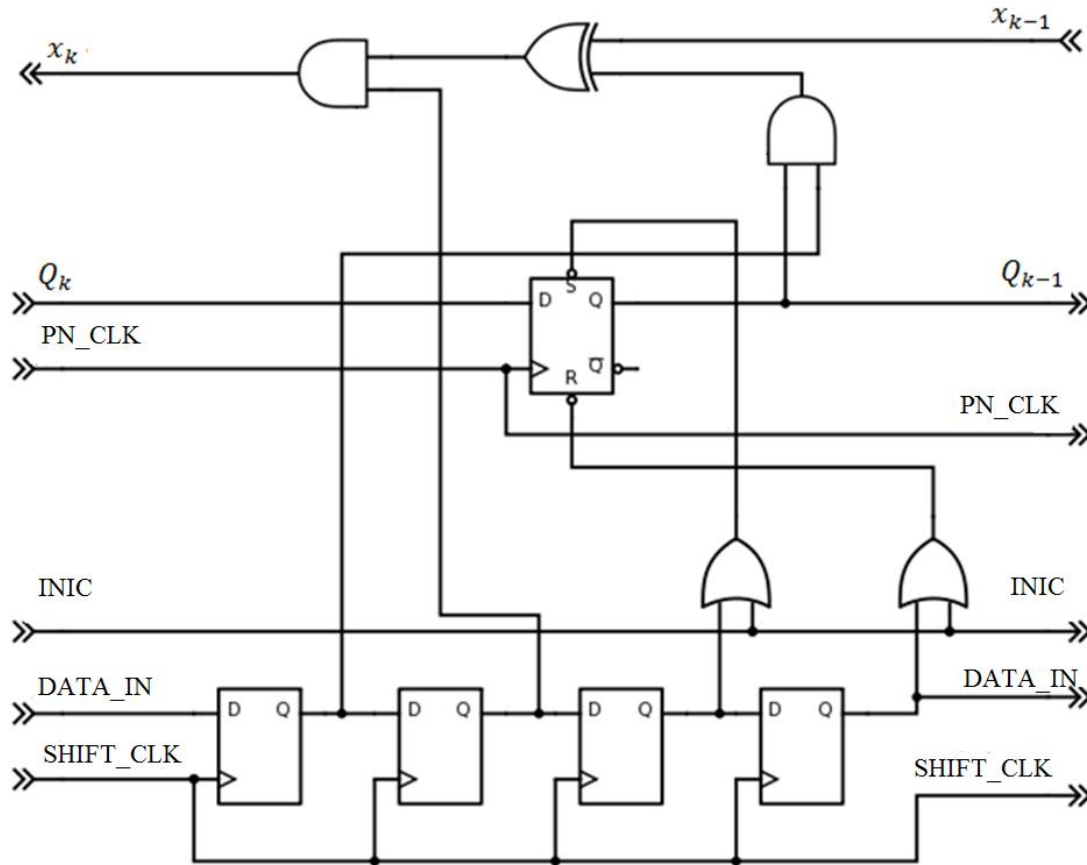 x_{k-1}
x_k
Q_k
Q_{k-1}
S
D Q
PN_CLK
R Q̅
PN_CLK
INIC INIC
DATA_IN DATA_IN
D Q D Q D Q D Q
SHIFT_CLK SHIFT_CLK